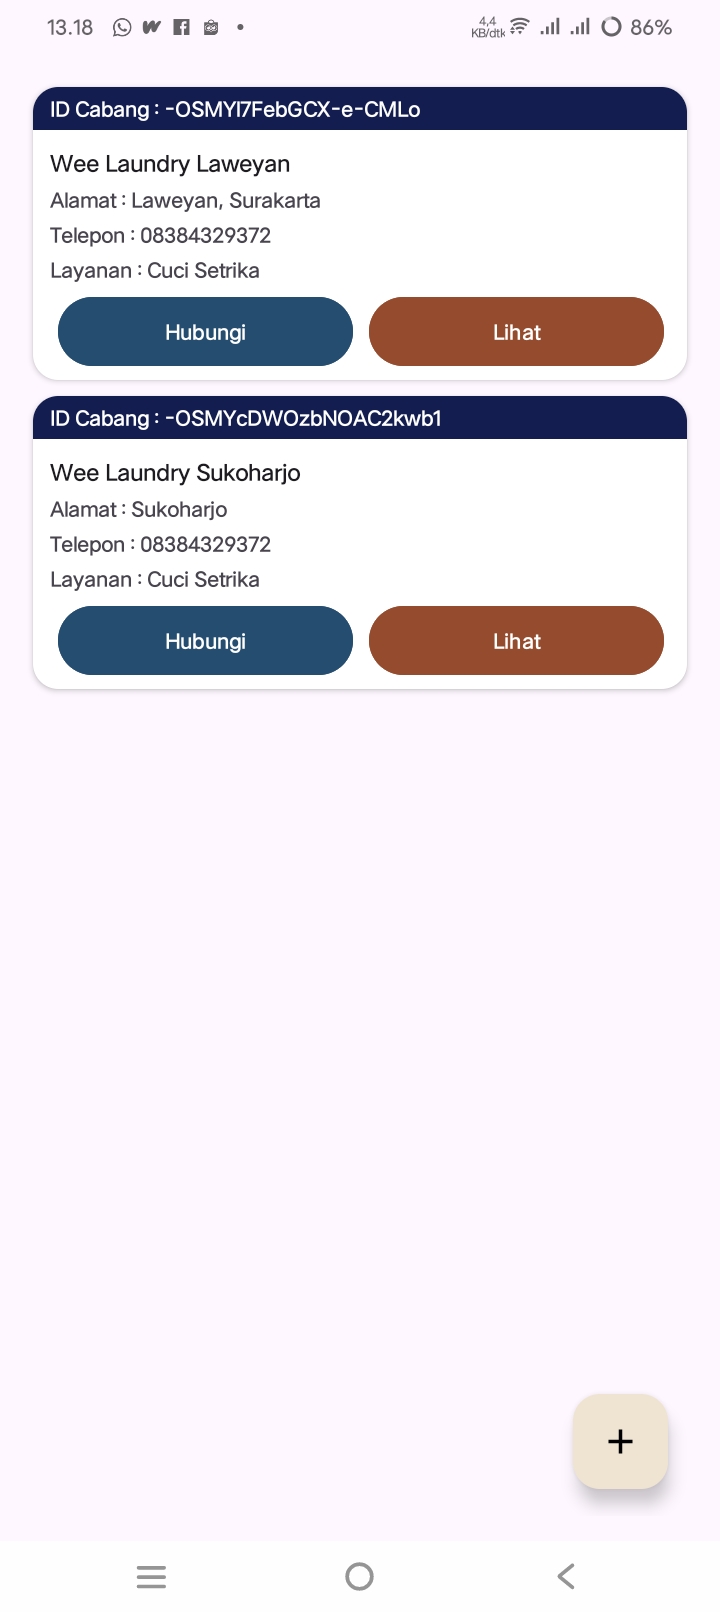 13.18
4,4
KB/dtk
86%
ID Cabang : -OSMYI7FebGCX-e-CMLo
Wee Laundry Laweyan
Alamat : Laweyan, Surakarta
Telepon : 08384329372
Layanan : Cuci Setrika
Hubungi
Lihat
ID Cabang : -OSMYcDWOzbNOAC2kwb1
Wee Laundry Sukoharjo
Alamat : Sukoharjo
Telepon : 08384329372
Layanan : Cuci Setrika
Hubungi
Lihat